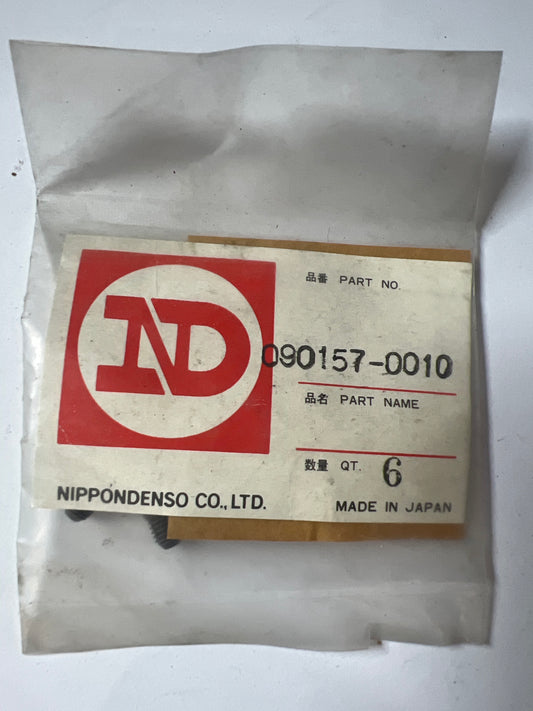 ND
品番 PART NO.
090157-0010
品名 PART NAME
数量 QT. 6
NIPPONDENSO CO., LTD.
MADE IN JAPAN